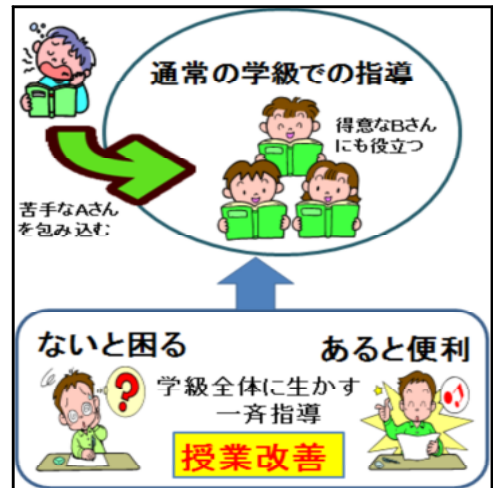 通常の学級での指導
得意なBさん
にも役立つ
苦手なAさん
を包み込む
ないと困る
あると便利
学級全体に生かす
一斉指導
授業改善